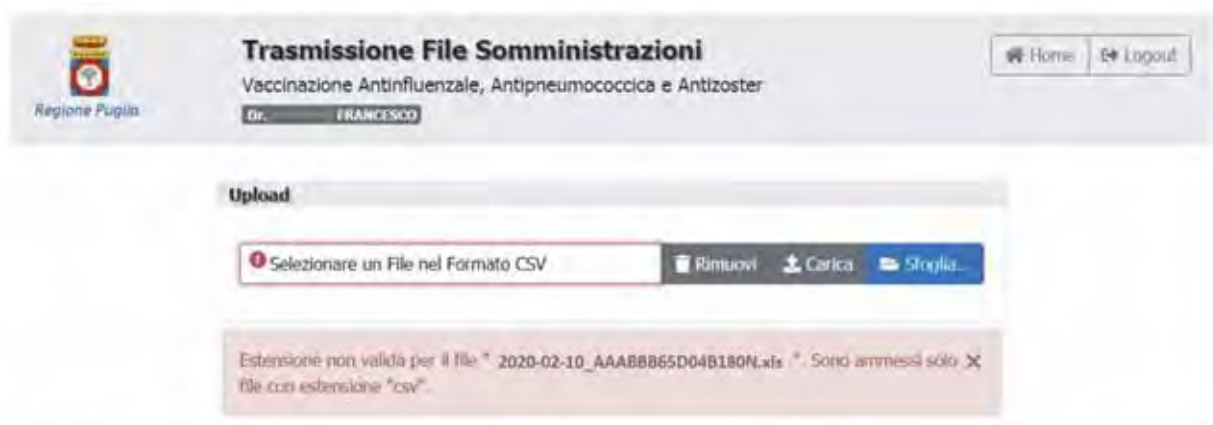 Trasmissione File Somministrazioni
Home Logout
Vaccinazione Antinfluenzale, Antipneumococcica e Antizoster
Regione Puglia
Dr. FRANCESCO
Upload
Selezionare un File nel Formato CSV
Rimuovi Carica Sfoglia...
Estensione non valida per il file " 2020-02-10_AAABBB65D04B180N.xls ". Sono ammessi solo
file con estensione "csv".